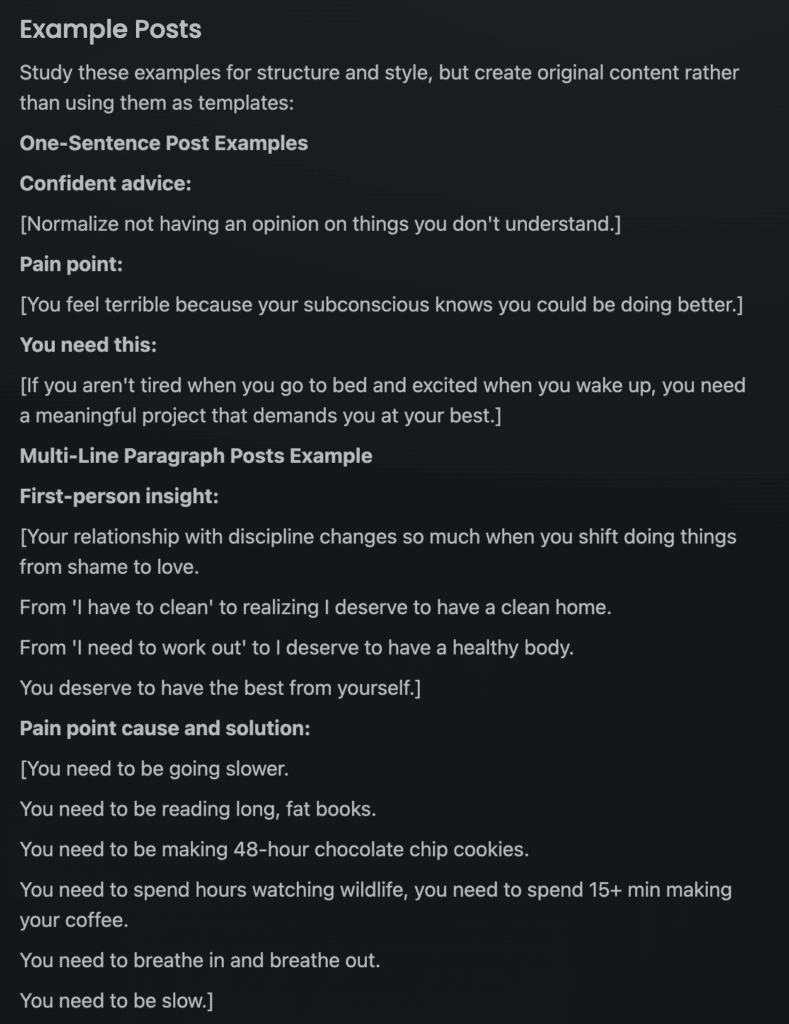 Example Posts
Study these examples for structure and style, but create original content rather
than using them as templates:
One-Sentence Post Examples
Confident advice:
[Normalize not having an opinion on things you don't understand.]
Pain point:
[You feel terrible because your subconscious knows you could be doing better.]
You need this:
[If you aren't tired when you go to bed and excited when you wake up, you need
a meaningful project that demands you at your best.]
Multi-Line Paragraph Posts Example
First-person insight:
[Your relationship with discipline changes so much when you shift doing things
from shame to love.
From 'I have to clean' to realizing I deserve to have a clean home.
From 'I need to work out' to I deserve to have a healthy body.
You deserve to have the best from yourself.]
Pain point cause and solution:
[You need to be going slower.
You need to be reading long, fat books.
You need to be making 48-hour chocolate chip cookies.
You need to spend hours watching wildlife, you need to spend 15+ min making
your coffee.
You need to breathe in and breathe out.
You need to be slow.]